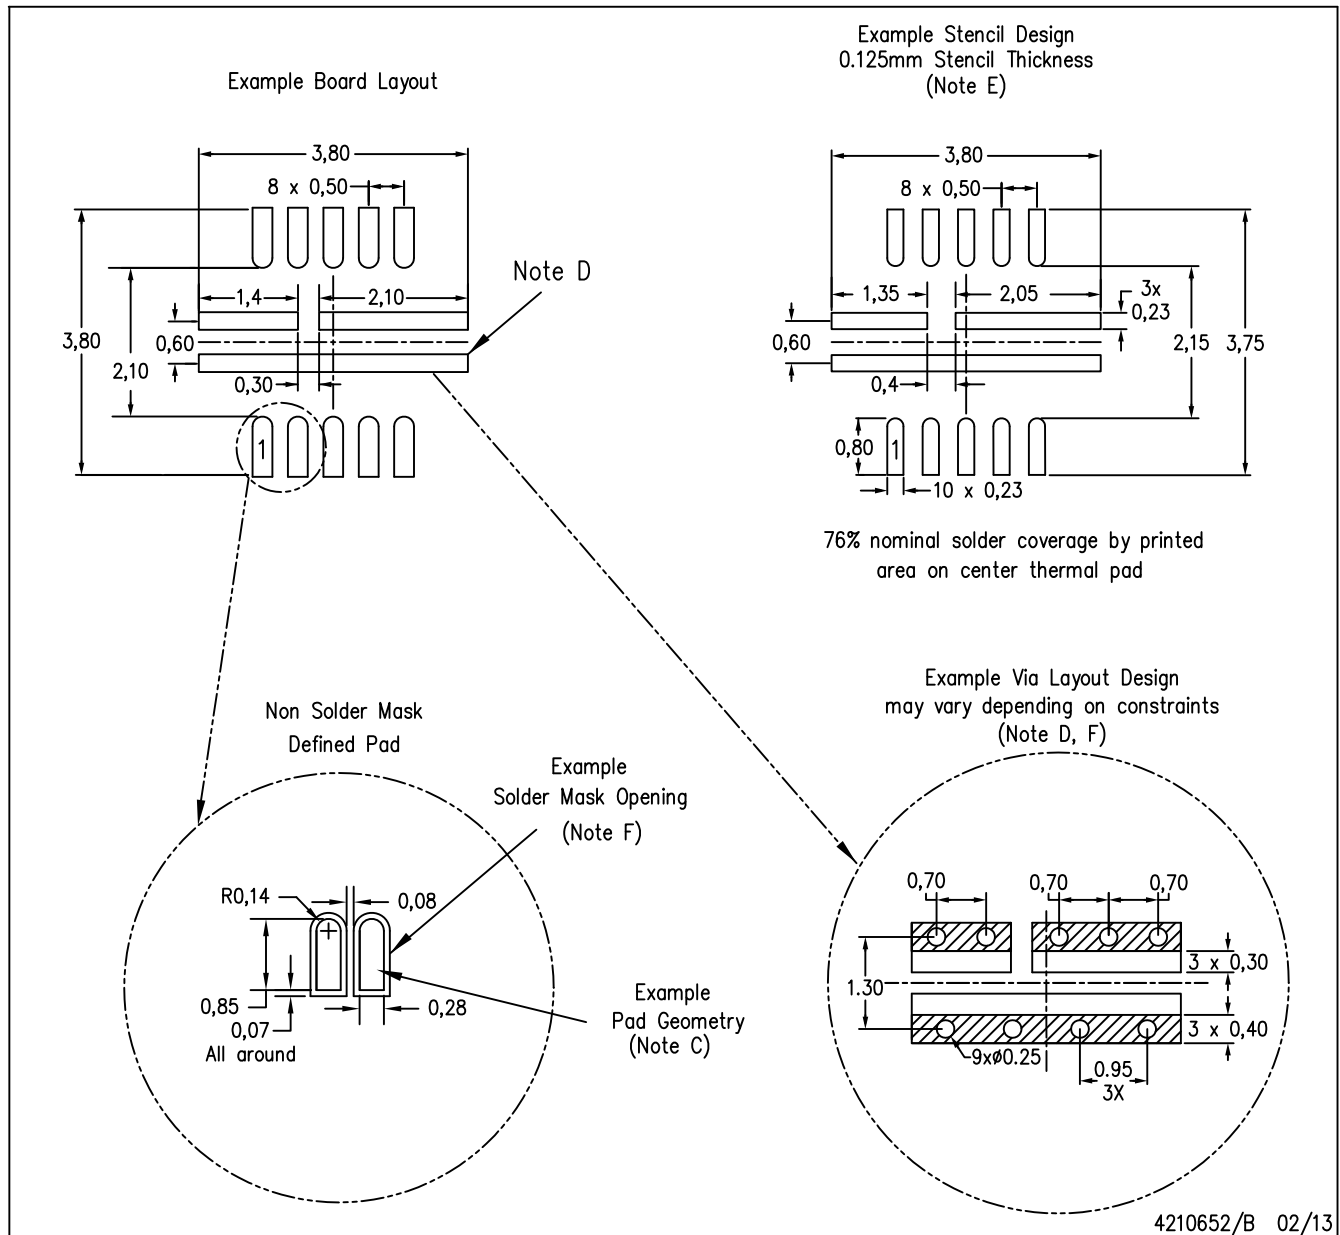 Example Board Layout
3,80
8 x 0,50
Note D
1,4
2,10
3,80
2,10
0,60
0,30
1
Example Stencil Design
0.125mm Stencil Thickness
(Note E)
3,80
8 x 0,50
1,35
2,05
3x
0,23
0,60
2,15
3,75
0,4
0,80
1
10 x 0,23
76% nominal solder coverage by printed
area on center thermal pad
Non Solder Mask
Defined Pad
Example
Solder Mask Opening
(Note F)
R0,14
0,08
0,85
0,07
All around
0,28
Example
Pad Geometry
(Note C)
Example Via Layout Design
may vary depending on constraints
(Note D, F)
0,70
0,70
0,70
1.30
3 x 0,30
3 x 0,40
9xø0.25
0.95
3X
4210652/B 02/13